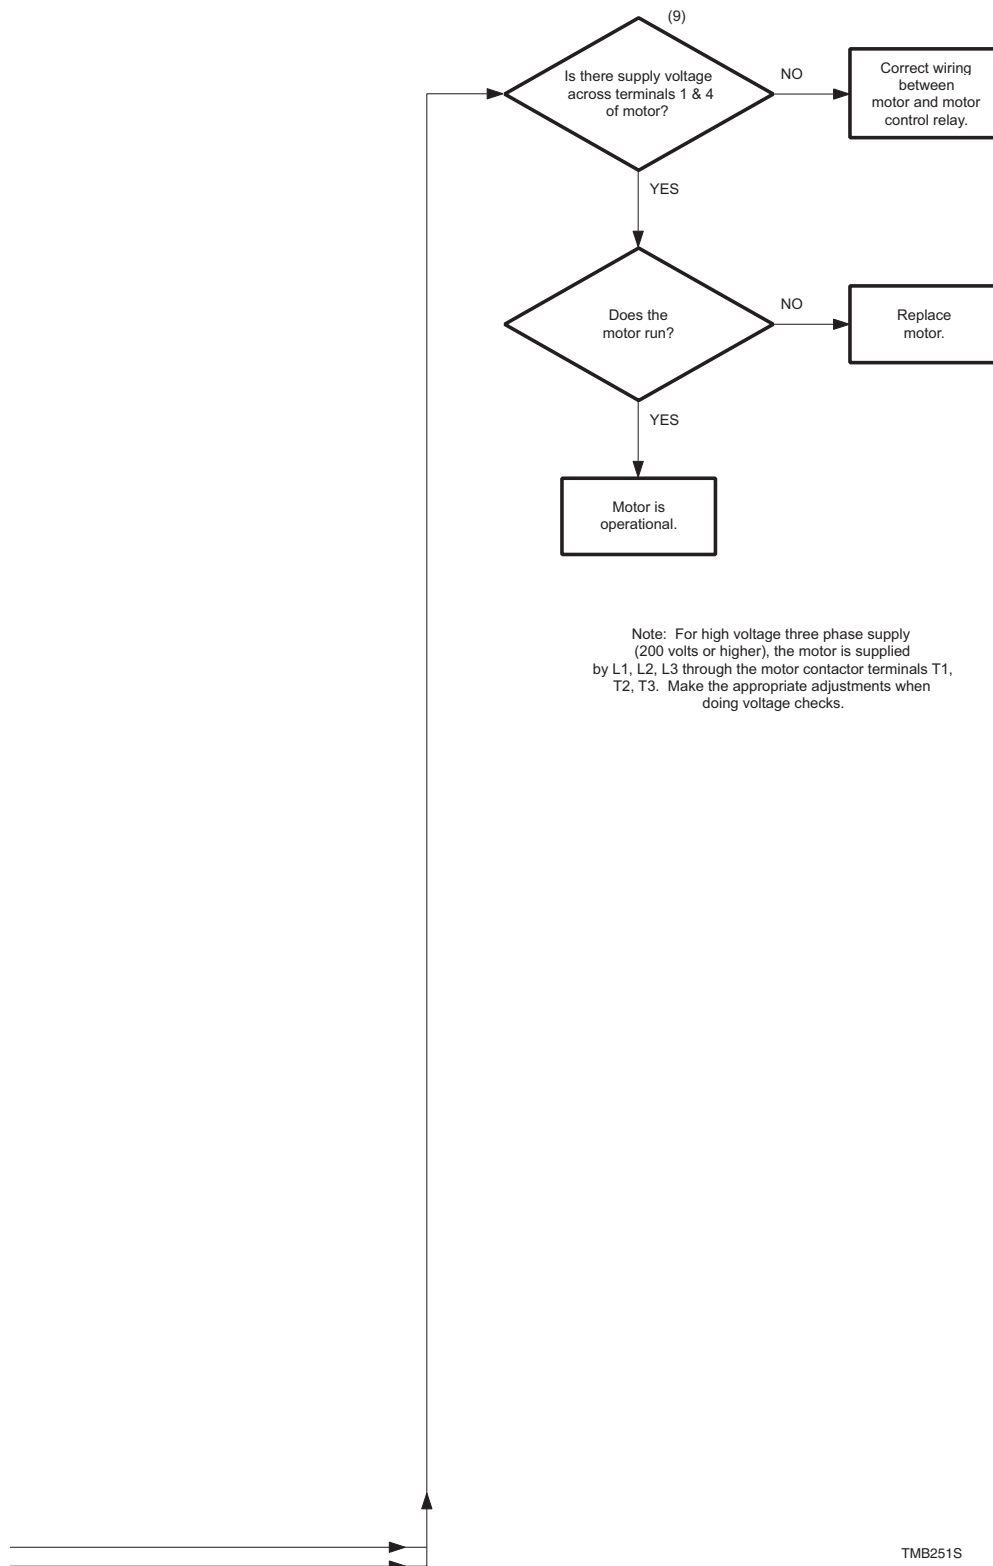 (9)
Is there supply voltage
across terminals 1 & 4
of motor?
NO
Correct wiring
between
motor and motor
control relay.
YES
Does the
motor run?
NO
Replace
motor.
YES
Motor is
operational.
Note: For high voltage three phase supply
(200 volts or higher), the motor is supplied
by L1, L2, L3 through the motor contactor terminals T1,
T2, T3. Make the appropriate adjustments when
doing voltage checks.
TMB251S